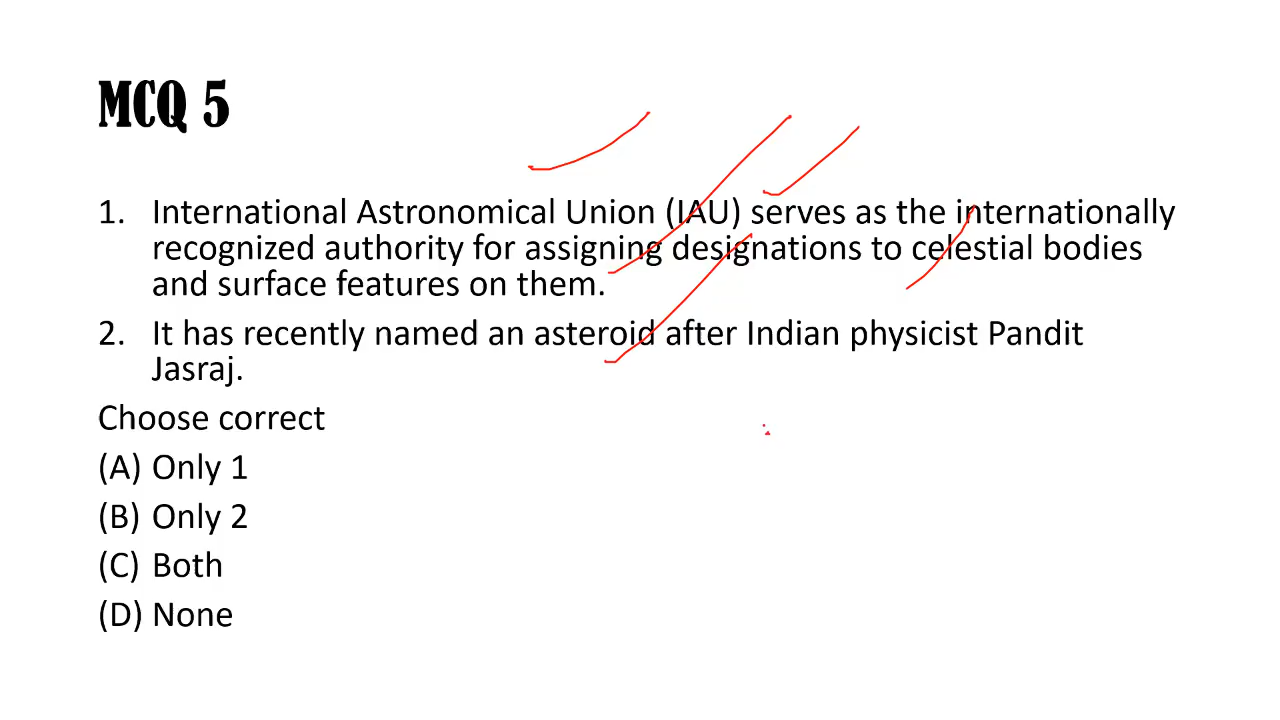 MCQ 5
1. International Astronomical Union (IAU) serves as the internationally
recognized authority for assigning designations to celestial bodies
and surface features on them.
2. It has recently named an asteroid after Indian physicist Pandit
Jasraj.
Choose correct
(A) Only 1
(B) Only 2
(C) Both
(D) None